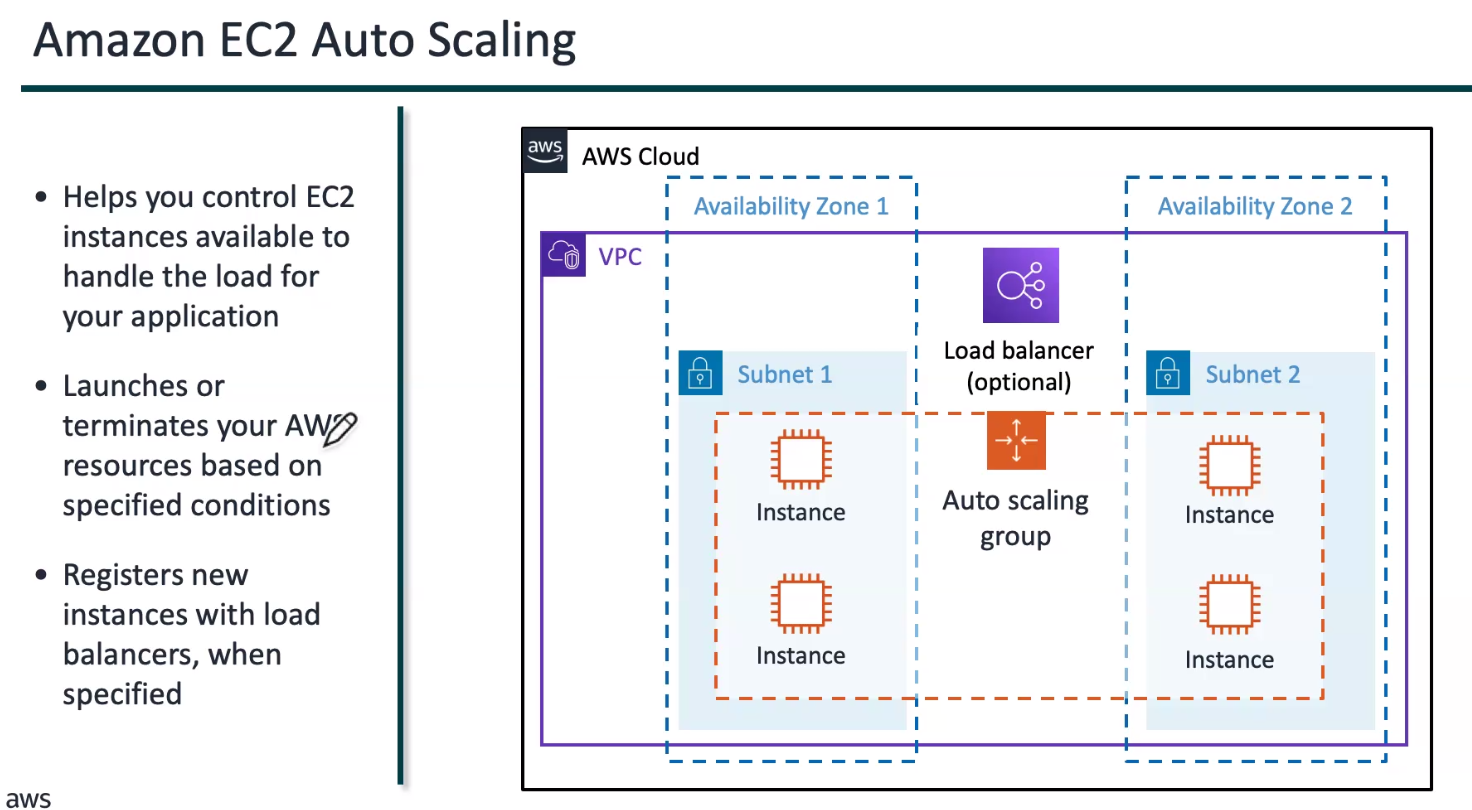 Amazon EC2 Auto Scaling
• Helps you control EC2
instances available to
handle the load for
your application
• Launches or
terminates your AWS
resources based on
specified conditions
• Registers new
instances with load
balancers, when
specified
aws
aws
AWS Cloud
Availability Zone 1
Availability Zone 2
VPC
Load balancer
(optional)
Subnet 1
Subnet 2
Instance
Auto scaling
group
Instance
Instance
Instance